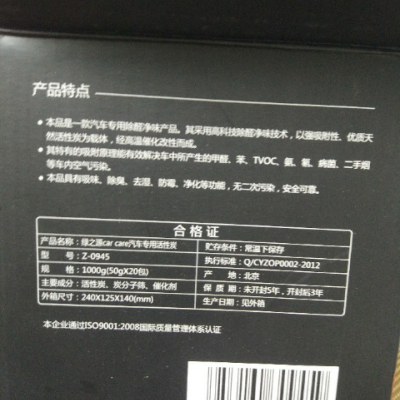 产品特点
• 本品是一款汽车专用除醛净味产品。其采用高科技除醛净味技术，以强吸附性、优质天
然活性炭为载体，经高温催化改性而成。
• 其特有的吸附原理能有效解决车中所产生的甲醛、苯、TVOC、氨、氡、病菌、二手烟
等车内空气污染。
• 本品具有吸味、除臭、去湿、防霉、净化等功能，无二次污染，安全可靠。
合格证
产品名称：绿之源car care汽车专用活性炭
型 号：Z-0945
规 格：1000g(50gX20包)
主要成分：活性炭、炭分子筛、催化剂
外箱尺寸：240X125X140(mm)
贮存条件：常温下保存
执行标准：Q/CYZOP0002-2012
产 地：北京
保 质 期：未开封5年，开封后3年
生产日期：见外箱
本企业通过ISO9001:2008国际质量管理体系认证